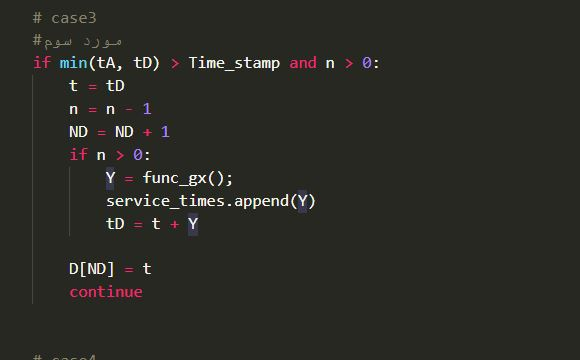 # case3
#مورد سوم
if min(tA, tD) > Time_stamp and n > 0:
t = tD
n = n - 1
ND = ND + 1
if n > 0:
Y = func_gx();
service_times.append(Y)
tD = t + Y
D[ND] = t
continue
# case4